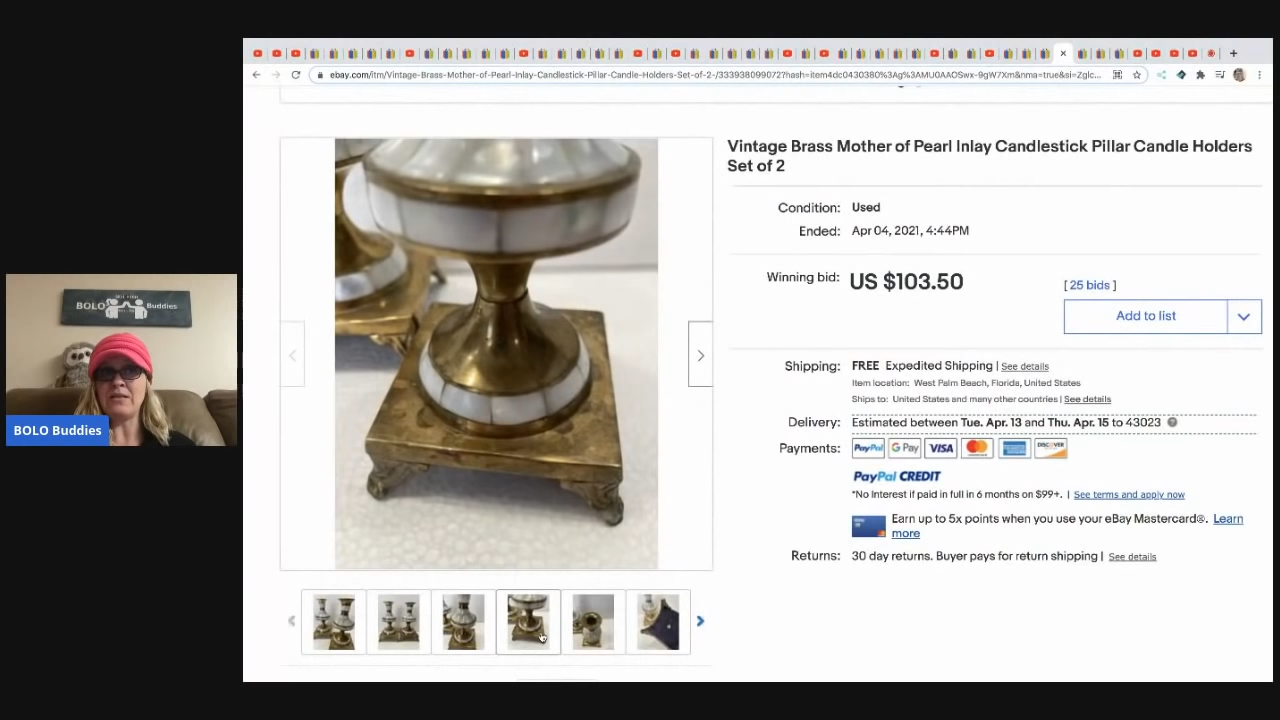 ebay.com/itm/Vintage-Brass-Mother-of-Pearl-Inlay-Candlestick-Pillar-Candle-Holders-Set-of-2-/333938099072?hash=item4dc0430380%3Ag%3AMU0AAOSwx-9gW7Xm&nma=true&si=Zglc...
Vintage Brass Mother of Pearl Inlay Candlestick Pillar Candle Holders
Set of 2
Condition: Used
Ended: Apr 04, 2021, 4:44PM
Winning bid: US $103.50 [ 25 bids ]
Add to list
Shipping: FREE Expedited Shipping | See details
Item location: West Palm Beach, Florida, United States
Ships to: United States and many other countries | See details
Delivery: Estimated between Tue. Apr. 13 and Thu. Apr. 15 to 43023
Payments: PayPal G Pay VISA mastercard DISCOVER
PayPal CREDIT
*No Interest if paid in full in 6 months on $99+. | See terms and apply now
Earn up to 5x points when you use your eBay Mastercard®. Learn
more
Returns: 30 day returns. Buyer pays for return shipping | See details
BOLO Buddies
BOLO Buddies